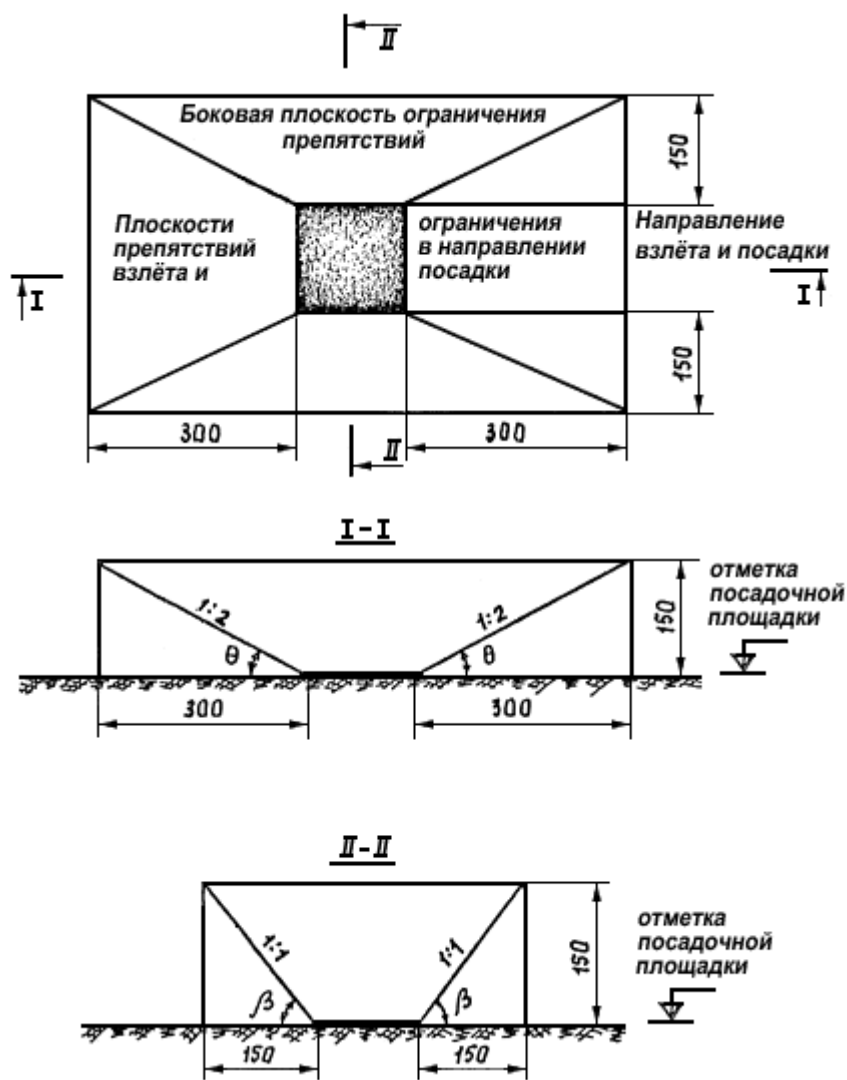 II
Боковая плоскость ограничения
препятствий
150
Плоскости
препятствий
взлёта и
ограничения
в направлении
посадки
Направление
взлёта и посадки
I
I
150
300
300
II
I-I
1:2
1:2
θ
θ
150
отметка
посадочной
площадки
300
300
II-II
1:1
1:1
β
β
150
отметка
посадочной
площадки
150
150